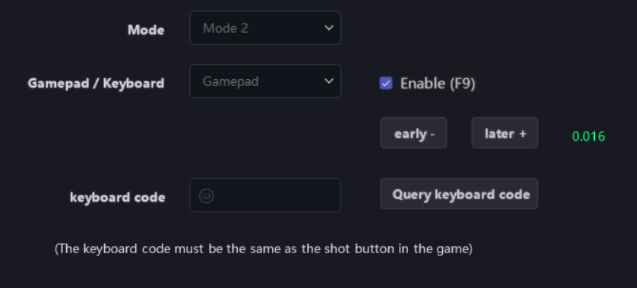 Mode Mode 2
Gamepad / Keyboard Gamepad Enable (F9)
early - later + 0.016
keyboard code Query keyboard code
(The keyboard code must be the same as the shot button in the game)